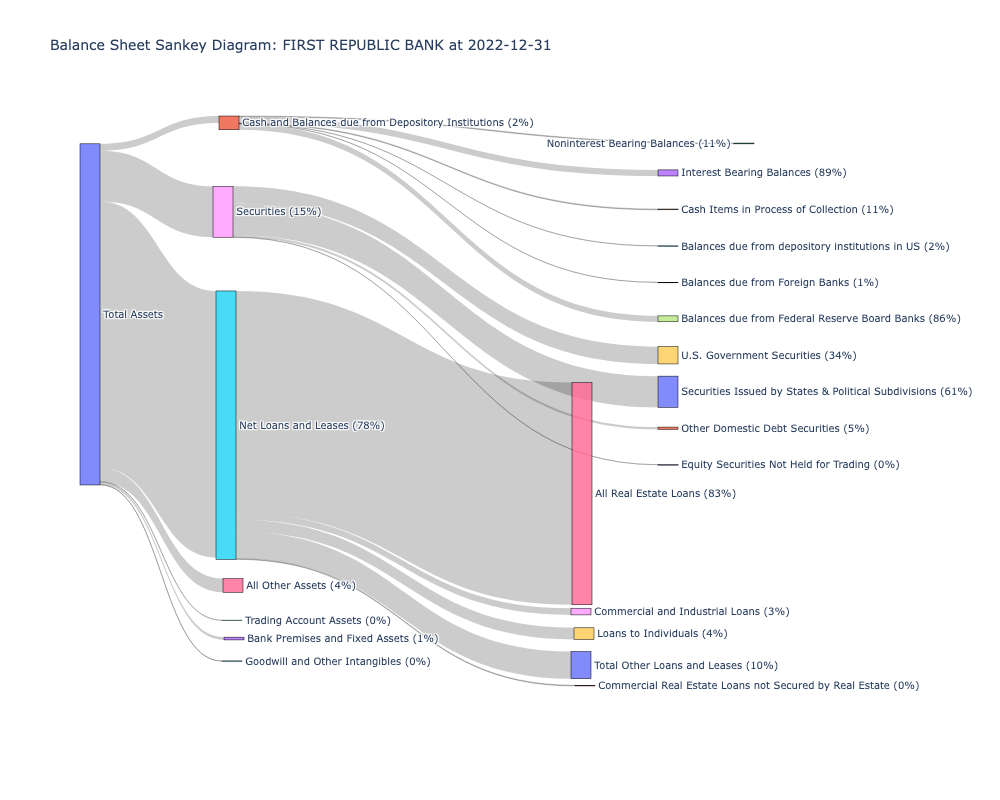 Balance Sheet Sankey Diagram: FIRST REPUBLIC BANK at 2022-12-31
Cash and Balances due from Depository Institutions (2%)
Noninterest Bearing Balances (11%)
Interest Bearing Balances (89%)
Securities (15%)
Cash Items in Process of Collection (11%)
Balances due from depository institutions in US (2%)
Balances due from Foreign Banks (1%)
Total Assets
Balances due from Federal Reserve Board Banks (86%)
U.S. Government Securities (34%)
Securities Issued by States & Political Subdivisions (61%)
Net Loans and Leases (78%)
Other Domestic Debt Securities (5%)
Equity Securities Not Held for Trading (0%)
All Real Estate Loans (83%)
All Other Assets (4%)
Commercial and Industrial Loans (3%)
Trading Account Assets (0%)
Loans to Individuals (4%)
Bank Premises and Fixed Assets (1%)
Goodwill and Other Intangibles (0%)
Total Other Loans and Leases (10%)
Commercial Real Estate Loans not Secured by Real Estate (0%)